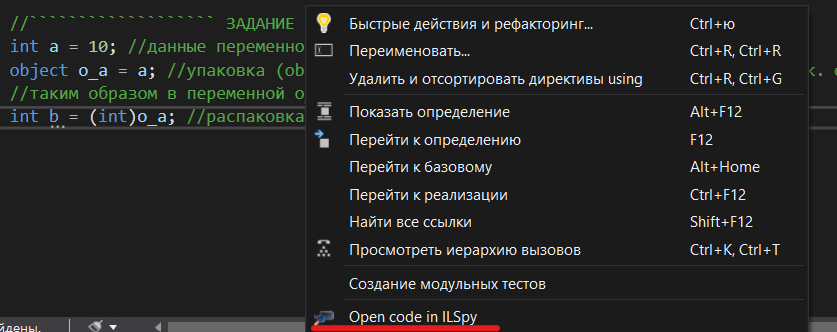 //``````````````````` ЗАДАНИЕ
int a = 10; //данные переменно
object o_a = a; //упаковка (ob
//таким образом в переменной o_
int b = (int)o_a; //распаковка
Быстрые действия и рефакторинг... Ctrl+ю
Переименовать... Ctrl+R, Ctrl+R
Удалить и отсортировать директивы using Ctrl+R, Ctrl+G
Показать определение Alt+F12
Перейти к определению F12
Перейти к базовому Alt+Home
Перейти к реализации Ctrl+F12
Найти все ссылки Shift+F12
Просмотреть иерархию вызовов Ctrl+K, Ctrl+T
Создание модульных тестов
Open code in ILSpy
йдены.